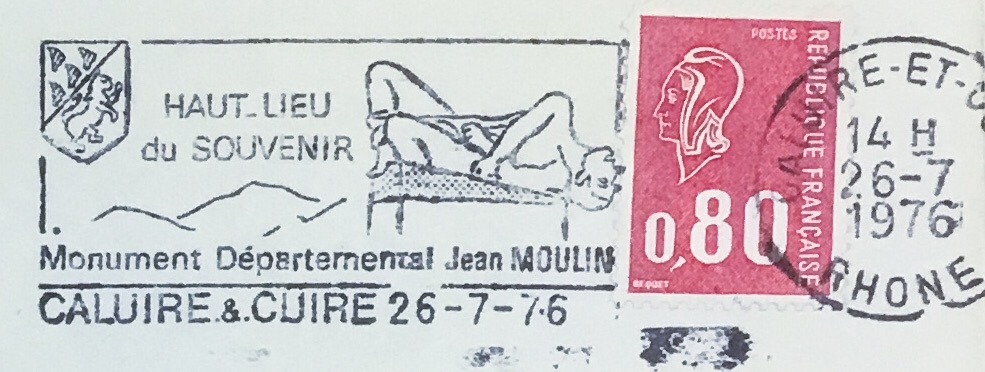 HAUT-LIEU
du SOUVENIR
Monument Départemental Jean MOULIN
CALUIRE.&.CUIRE 26-7-76
POSTES
REPUBLIQUE FRANÇAISE
0,80
BEQUET
14 H
26-7
1976
RHONE